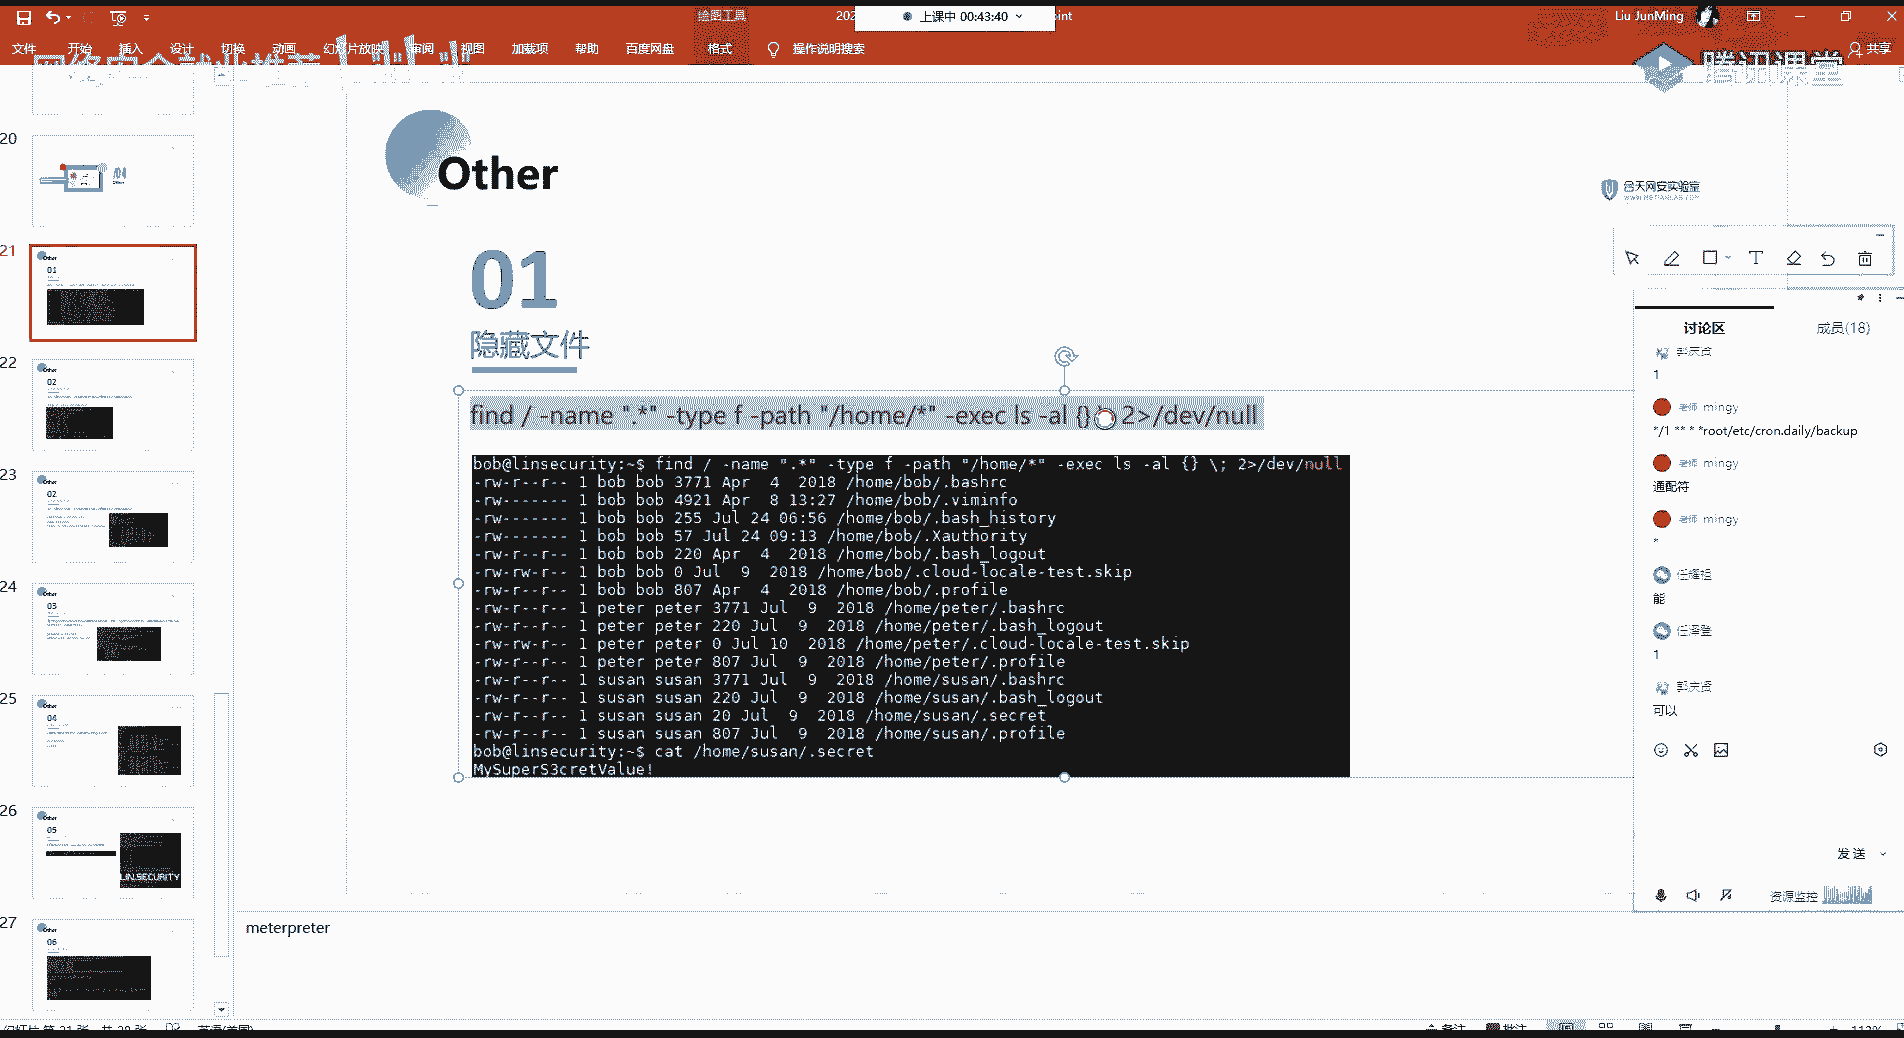 绘图工具
202
上课中 00:43:40
oint
Liu JunMing
文件
开始
插入
设计
切换
动画
幻灯片放映
审阅
视图
加载项
帮助
百度网盘
格式
操作说明搜索
共享
腾讯课堂
20
21
22
23
24
25
26
27
Other
合天网安实验室
01
隐藏文件
find / -name ".*" -type f -path "/home/*" -exec ls -al {} 2>/dev/null
bob@linsecurity:~$ find / -name ".*" -type f -path "/home/*" -exec ls -al {} \; 2>/dev/null
-rw-r--r-- 1 bob bob 3771 Apr  4  2018 /home/bob/.bashrc
-rw------- 1 bob bob 4921 Apr  8 13:27 /home/bob/.viminfo
-rw------- 1 bob bob 255 Jul 24 06:56 /home/bob/.bash_history
-rw------- 1 bob bob 57 Jul 24 09:13 /home/bob/.Xauthority
-rw-r--r-- 1 bob bob 220 Apr  4  2018 /home/bob/.bash_logout
-rw-rw-r-- 1 bob bob 0 Jul  9  2018 /home/bob/.cloud-locale-test.skip
-rw-r--r-- 1 bob bob 807 Apr  4  2018 /home/bob/.profile
-rw-r--r-- 1 peter peter 3771 Jul  9  2018 /home/peter/.bashrc
-rw-r--r-- 1 peter peter 220 Jul  9  2018 /home/peter/.bash_logout
-rw-rw-r-- 1 peter peter 0 Jul 10  2018 /home/peter/.cloud-locale-test.skip
-rw-r--r-- 1 peter peter 807 Jul  9  2018 /home/peter/.profile
-rw-r--r-- 1 susan susan 3771 Jul  9  2018 /home/susan/.bashrc
-rw-r--r-- 1 susan susan 220 Jul  9  2018 /home/susan/.bash_logout
-rw-r--r-- 1 susan susan 20 Jul  9  2018 /home/susan/.secret
-rw-r--r-- 1 susan susan 807 Jul  9  2018 /home/susan/.profile
bob@linsecurity:~$ cat /home/susan/.secret
MySuperS3cretValue!
讨论区
成员(18)
1
老师 mingy
*/1 ** * *root/etc/cron.daily/backup
老师 mingy
通配符
老师 mingy
*
任耀祖
能
任泽登
1
可以
发送
资源监控
meterpreter